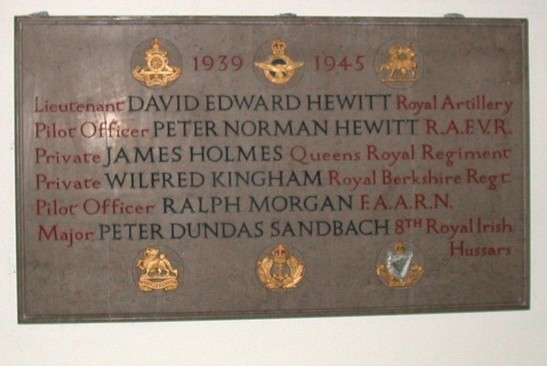 1939 1945
Lieutenant DAVID EDWARD HEWITT Royal Artillery
Pilot Officer PETER NORMAN HEWITT R.A.F.V.R.
Private JAMES HOLMES Queens Royal Regiment
Private WILFRED KINGHAM Royal Berkshire Regt.
Pilot Officer RALPH MORGAN F.A.A.R.N.
Major PETER DUNDAS SANDBACH 8TH Royal Irish
Hussars